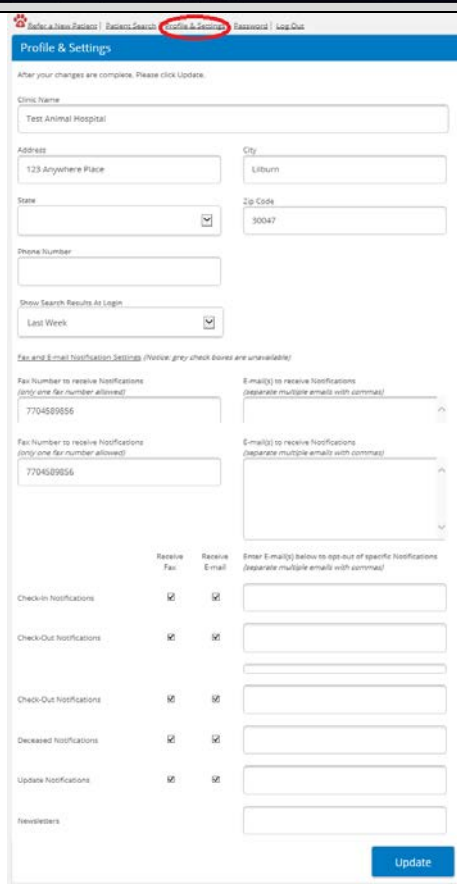 Refer a New Patient | Patient Search | Profile & Settings | Password | Log Out
Profile & Settings
After your changes are complete, Please click Update.
Clinic Name
Test Animal Hospital
Address City
123 Anywhere Place Lilburn
State Zip Code
30047
Phone Number
Show Search Results At Login
Last Week
Fax and E-mail Notification Settings (Notice: grey check boxes are unavailable)
Fax Number to receive Notifications E-mail(s) to receive Notifications
(only one fax number allowed) (separate multiple emails with commas)
7704589856
Fax Number to receive Notifications E-mail(s) to receive Notifications
(only one fax number allowed) (separate multiple emails with commas)
7704589856
Receive Receive Enter E-mail(s) below to opt-out of specific Notifications
Fax E-mail (separate multiple emails with commas)
Check-In Notifications
Check-Out Notifications
Check-Out Notifications
Deceased Notifications
Update Notifications
Newsletters
Update